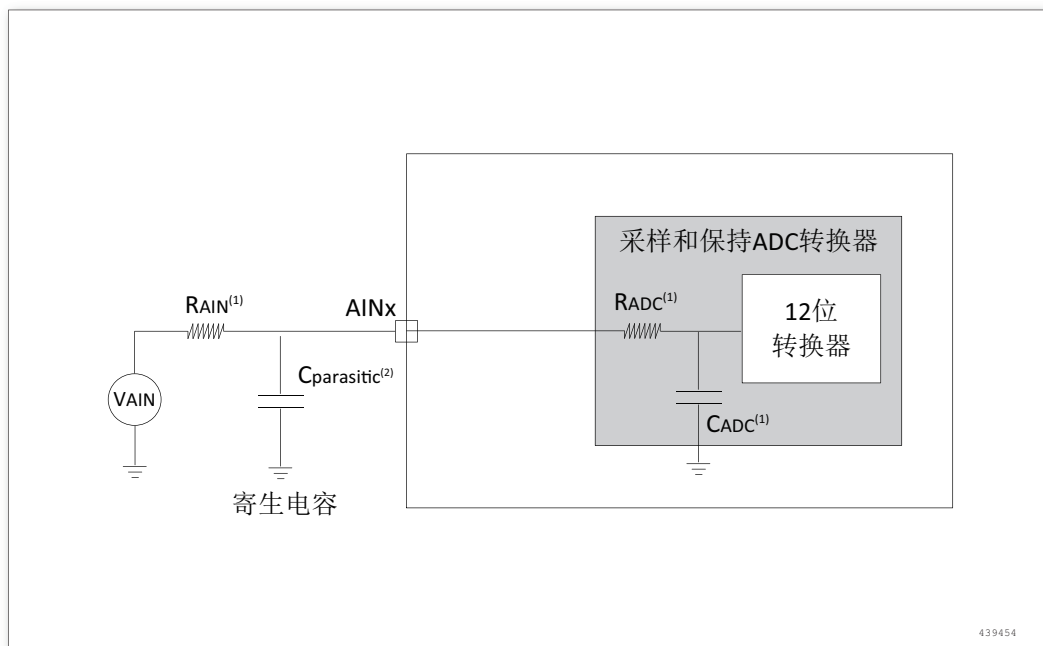 采样和保持ADC转换器
RAIN(1)
AINx
RADC(1)
12位
转换器
Cparasitic(2)
VAIN
CADC(1)
寄生电容
439454